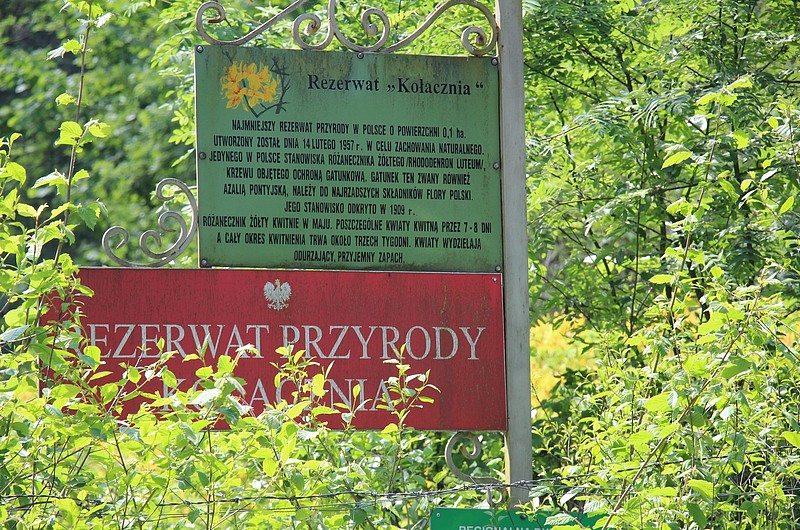 Rezerwat „Kołacznia"
NAJMNIEJSZY REZERWAT PRZYRODY W POLSCE O POWIERZCHNI 0,1 ha.
UTWORZONY ZOSTAŁ DNIA 14 LUTEGO 1957 r. W CELU ZACHOWANIA NATURALNEGO,
JEDYNEGO W POLSCE STANOWISKA RÓŻANECZNIKA ŻÓŁTEGO /RHODODENRON LUTEUM/,
KRZEWU OBJĘTEGO OCHRONĄ GATUNKOWĄ. GATUNEK TEN ZWANY RÓWNIEŻ
AZALIĄ PONTYJSKĄ, NALEŻY DO NAJRZADSZYCH SKŁADNIKÓW FLORY POLSKI.
JEGO STANOWISKO ODKRYTO W 1909 r.
RÓŻANECZNIK ŻÓŁTY KWITNIE W MAJU. POSZCZEGÓLNE KWIATY KWITNĄ PRZEZ 7-8 DNI
A CAŁY OKRES KWITNIENIA TRWA OKOŁO TRZECH TYGODNI. KWIATY WYDZIELAJĄ
ODURZAJĄCY, PRZYJEMNY ZAPACH.
REZERWAT PRZYRODY
KOŁACZNIA
REGIONALNA